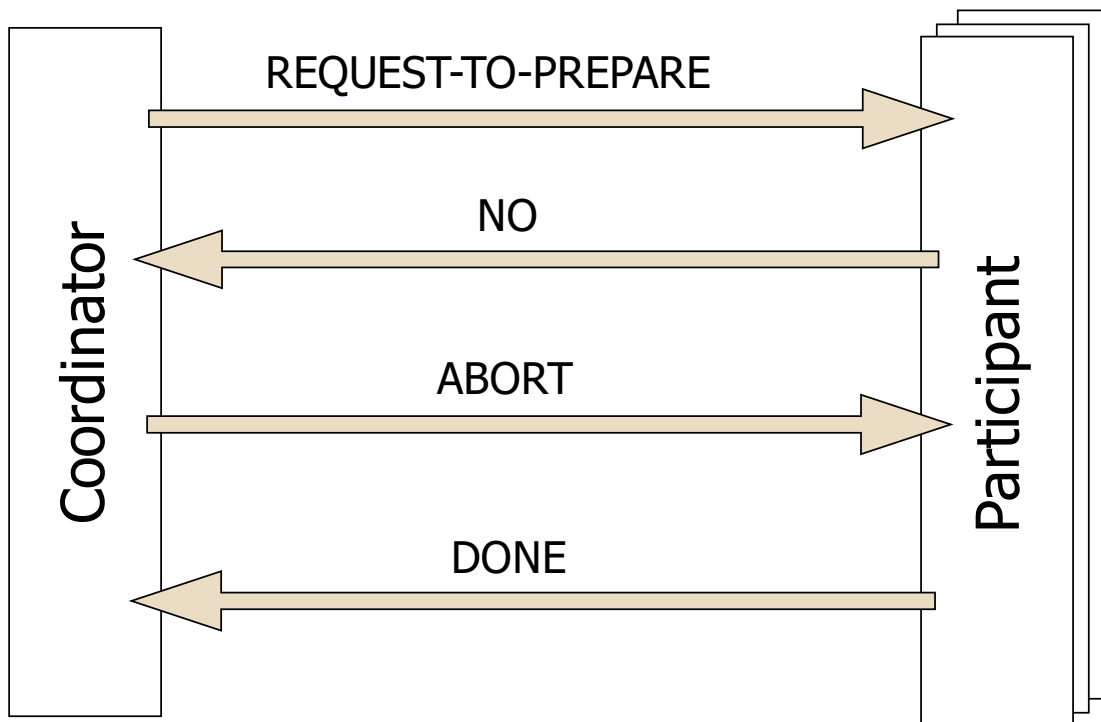 REQUEST-TO-PREPARE
NO
ABORT
DONE
Coordinator
Participant